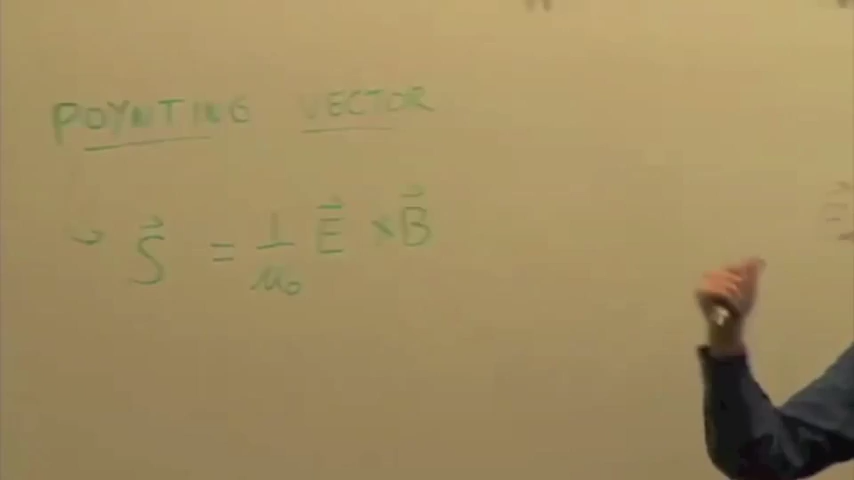 POYNTING VECTOR
→ S⃗ = 1/μ₀ E⃗ × B⃗